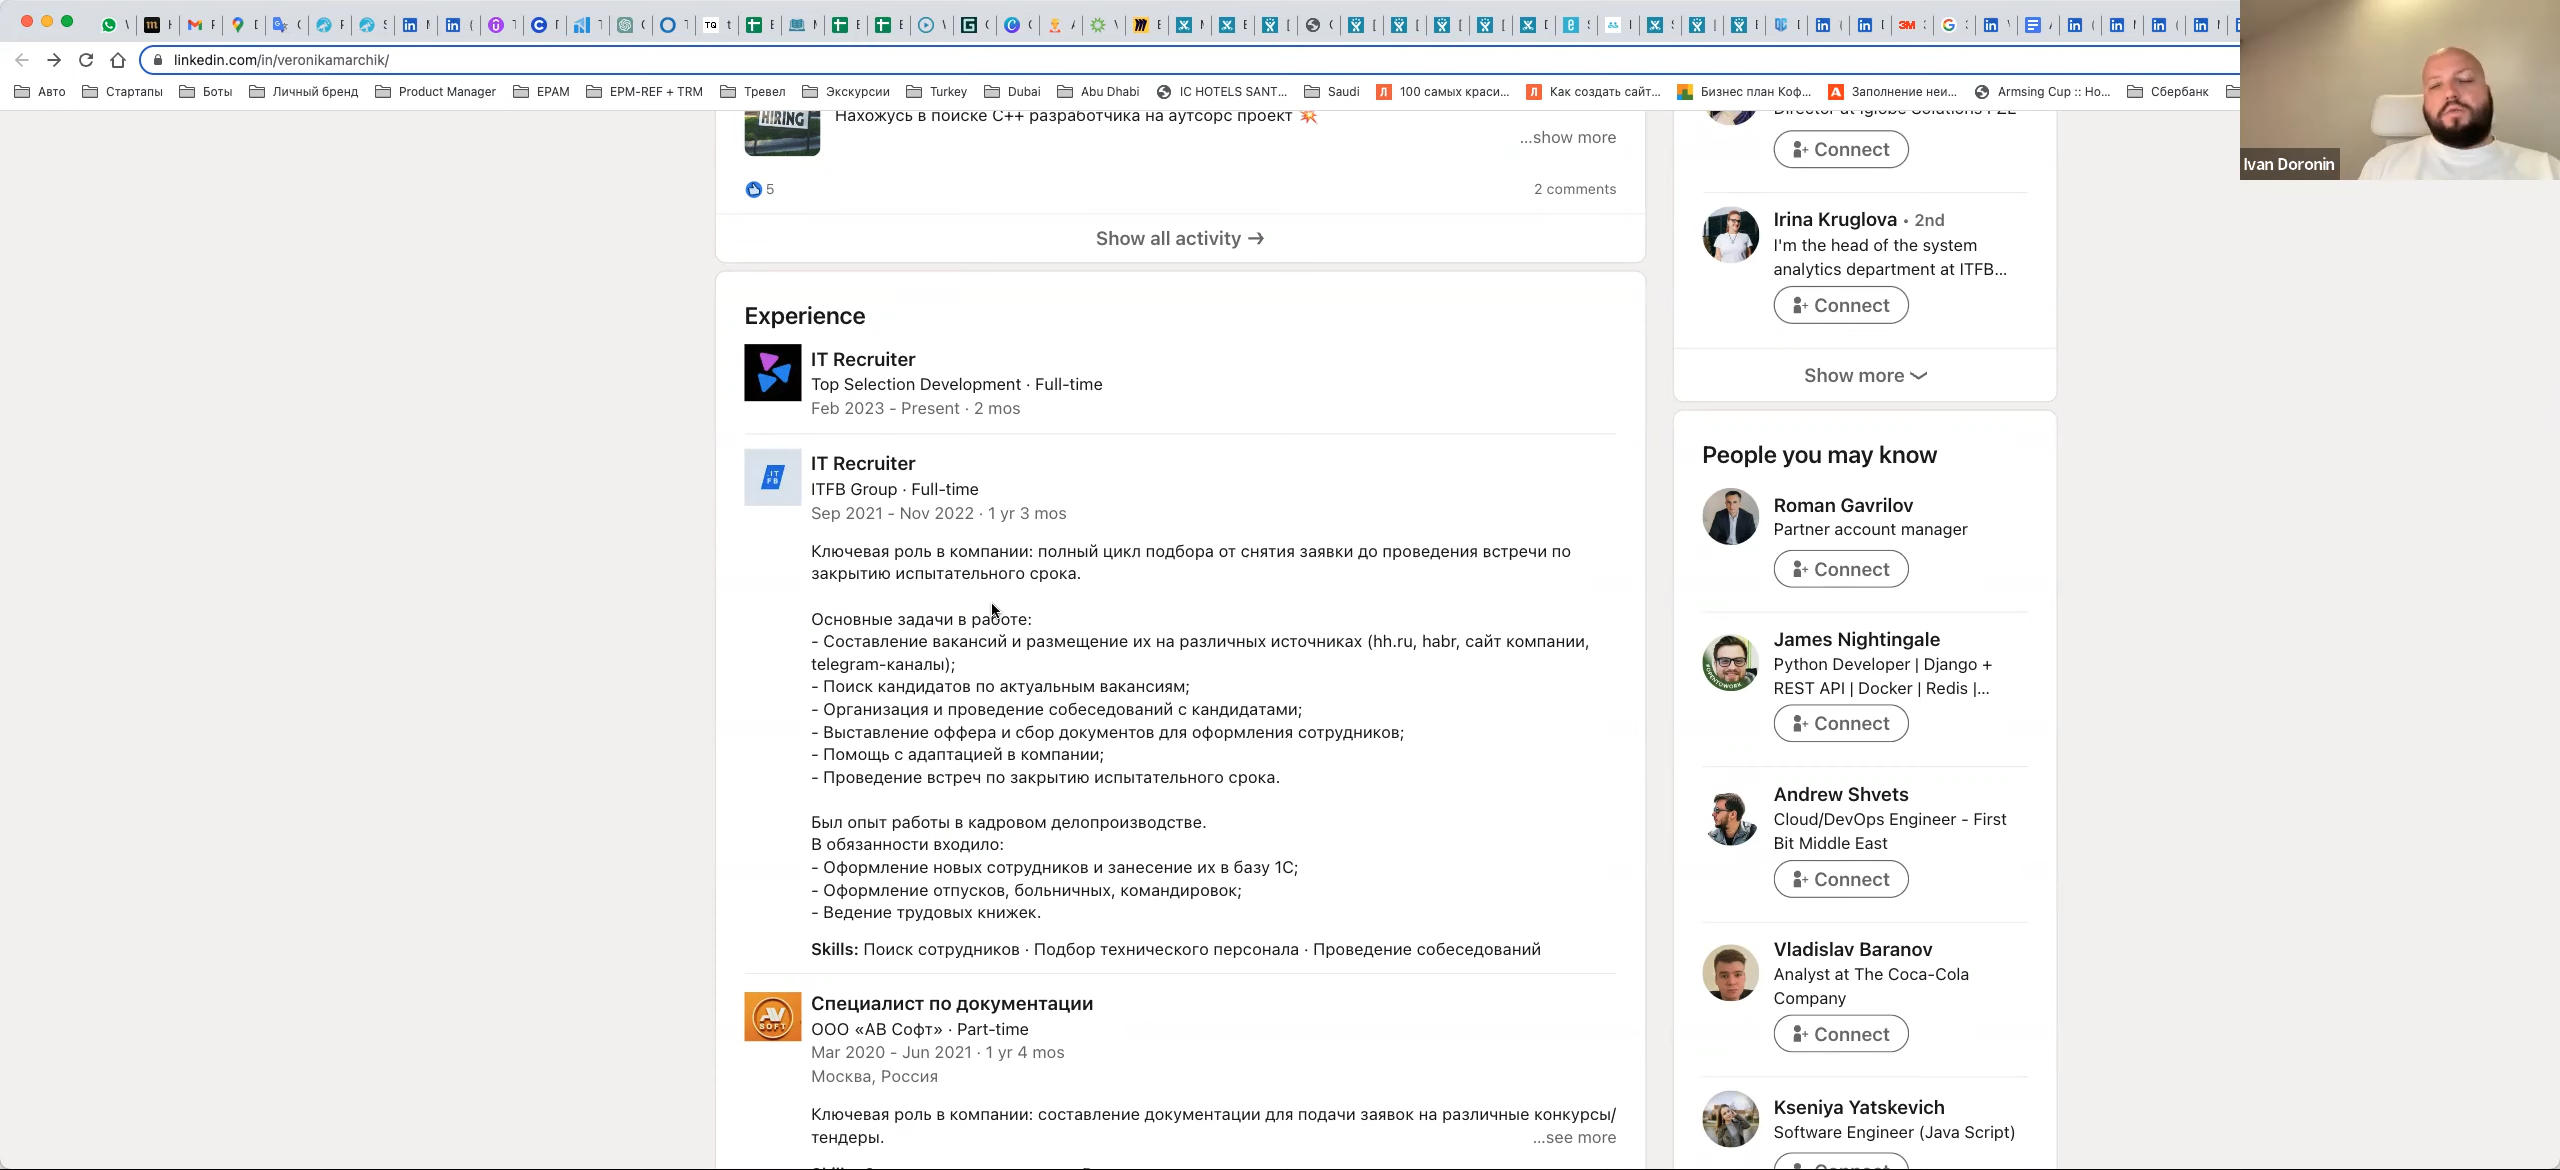 linkedin.com/in/veronikamarchik/
Авто
Стартапы
Боты
Личный бренд
Product Manager
EPAM
EPM-REF + TRM
Тревел
Экскурсии
Turkey
Dubai
Abu Dhabi
IC HOTELS SANT...
Saudi
100 самых краси...
Как создать сайт...
Бизнес план Коф...
Заполнение неи...
Armsing Cup :: Ho...
Сбербанк
Ivan Doronin
HIRING
Нахожусь в поиске C++ разработчика на аутсорс проект
...show more
5
2 comments
Show all activity →
Experience
IT Recruiter
Top Selection Development · Full-time
Feb 2023 - Present · 2 mos
IT
FB
IT Recruiter
ITFB Group · Full-time
Sep 2021 - Nov 2022 · 1 yr 3 mos
Ключевая роль в компании: полный цикл подбора от снятия заявки до проведения встречи по
закрытию испытательного срока.
Основные задачи в работе:
- Составление вакансий и размещение их на различных источниках (hh.ru, habr, сайт компании,
telegram-каналы);
- Поиск кандидатов по актуальным вакансиям;
- Организация и проведение собеседований с кандидатами;
- Выставление оффера и сбор документов для оформления сотрудников;
- Помощь с адаптацией в компании;
- Проведение встреч по закрытию испытательного срока.
Был опыт работы в кадровом делопроизводстве.
В обязанности входило:
- Оформление новых сотрудников и занесение их в базу 1С;
- Оформление отпусков, больничных, командировок;
- Ведение трудовых книжек.
Skills: Поиск сотрудников · Подбор технического персонала · Проведение собеседований
AV
SOFT
Специалист по документации
ООО «АВ Софт» · Part-time
Mar 2020 - Jun 2021 · 1 yr 4 mos
Москва, Россия
Ключевая роль в компании: составление документации для подачи заявок на различные конкурсы/
тендеры.
...see more
Director at Iglobe Solutions FZE
Connect
Irina Kruglova • 2nd
I'm the head of the system
analytics department at ITFB...
Connect
Show more
People you may know
Roman Gavrilov
Partner account manager
Connect
James Nightingale
Python Developer | Django +
REST API | Docker | Redis |...
Connect
Andrew Shvets
Cloud/DevOps Engineer - First
Bit Middle East
Connect
Vladislav Baranov
Analyst at The Coca-Cola
Company
Connect
Kseniya Yatskevich
Software Engineer (Java Script)
Connect